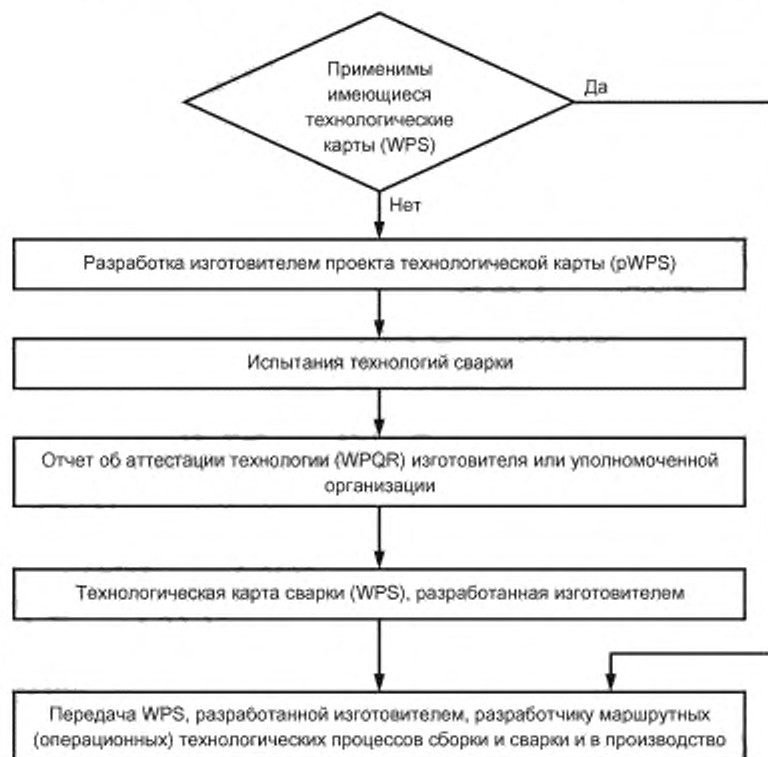 Применимы
имеющиеся
технологические
карты (WPS)
Да
Нет
Разработка изготовителем проекта технологической карты (pWPS)
Испытания технологий сварки
Отчет об аттестации технологии (WPQR) изготовителя или уполномоченной
организации
Технологическая карта сварки (WPS), разработанная изготовителем
Передача WPS, разработанной изготовителем, разработчику маршрутных
(операционных) технологических процессов сборки и сварки и в производство